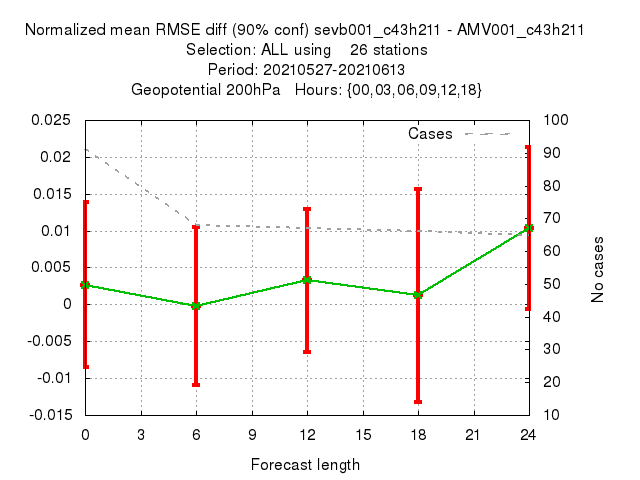 Normalized mean RMSE diff (90% conf) sevb001_c43h211 - AMV001_c43h211
Selection: ALL using 26 stations
Period: 20210527-20210613
Geopotential 200hPa Hours: {00,03,06,09,12,18}
Cases
0.025
0.02
0.015
0.01
0.005
0
-0.005
-0.01
-0.015
100
90
80
70
60
50
40
30
20
10
No cases
0 3 6 9 12 15 18 21 24
Forecast length